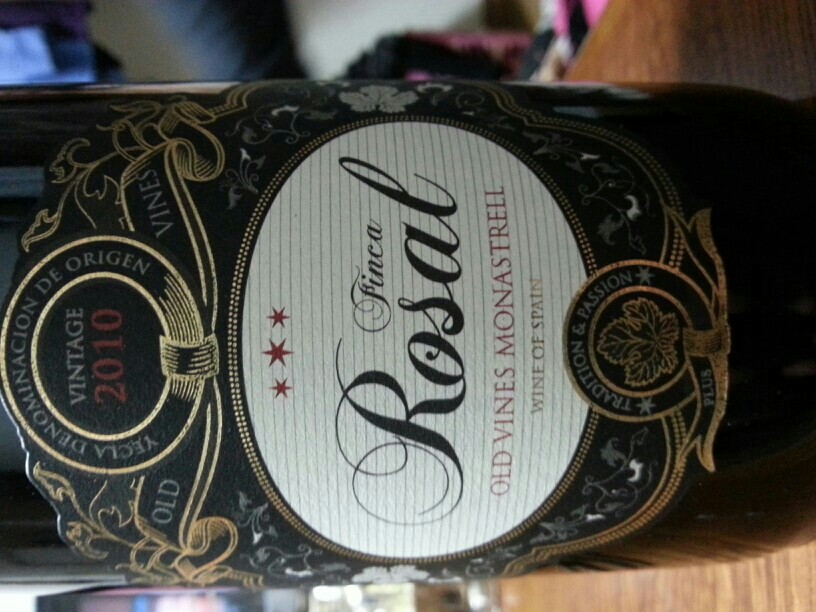 YECLA DENOMINACION DE ORIGEN
VINTAGE
2010
OLD VINES
Finca
Rosal
OLD VINES MONASTRELL
WINE OF SPAIN
TRADITION & PASSION
PLUS